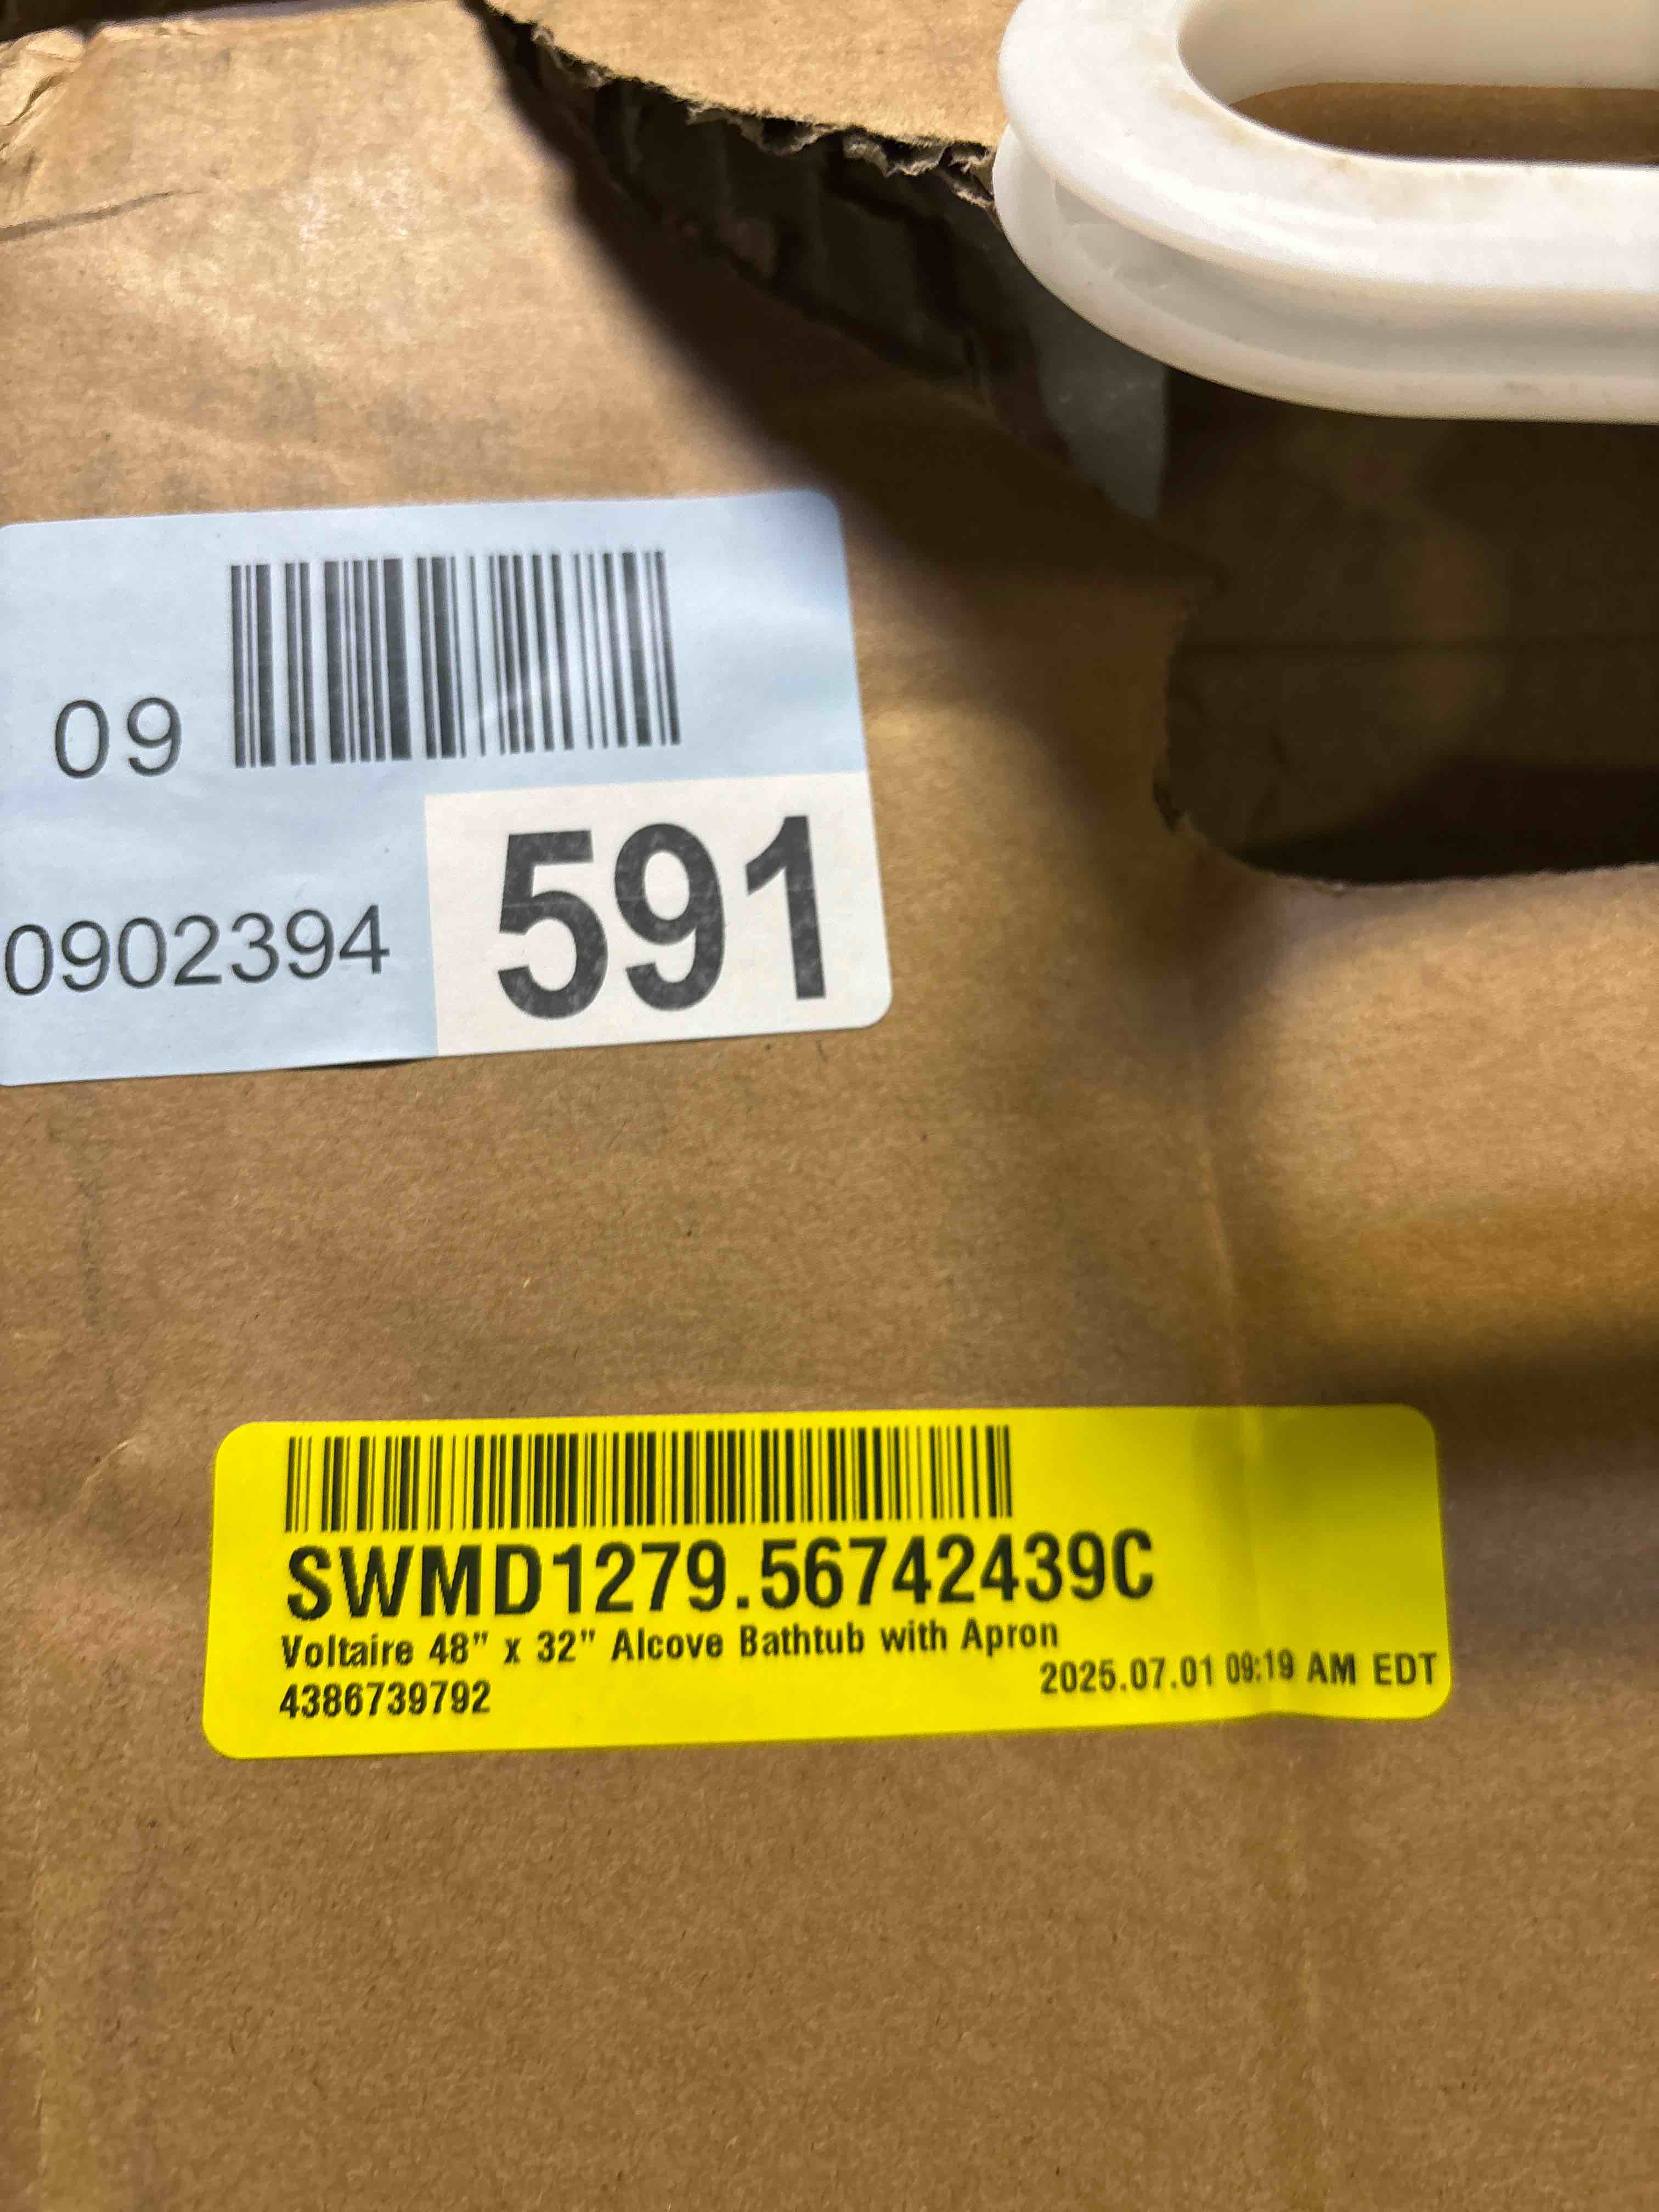 09
0902394
591
SWMD1279.56742439C
Voltaire 48" x 32" Alcove Bathtub with Apron
4386739792
2025.07.01 09:19 AM EDT